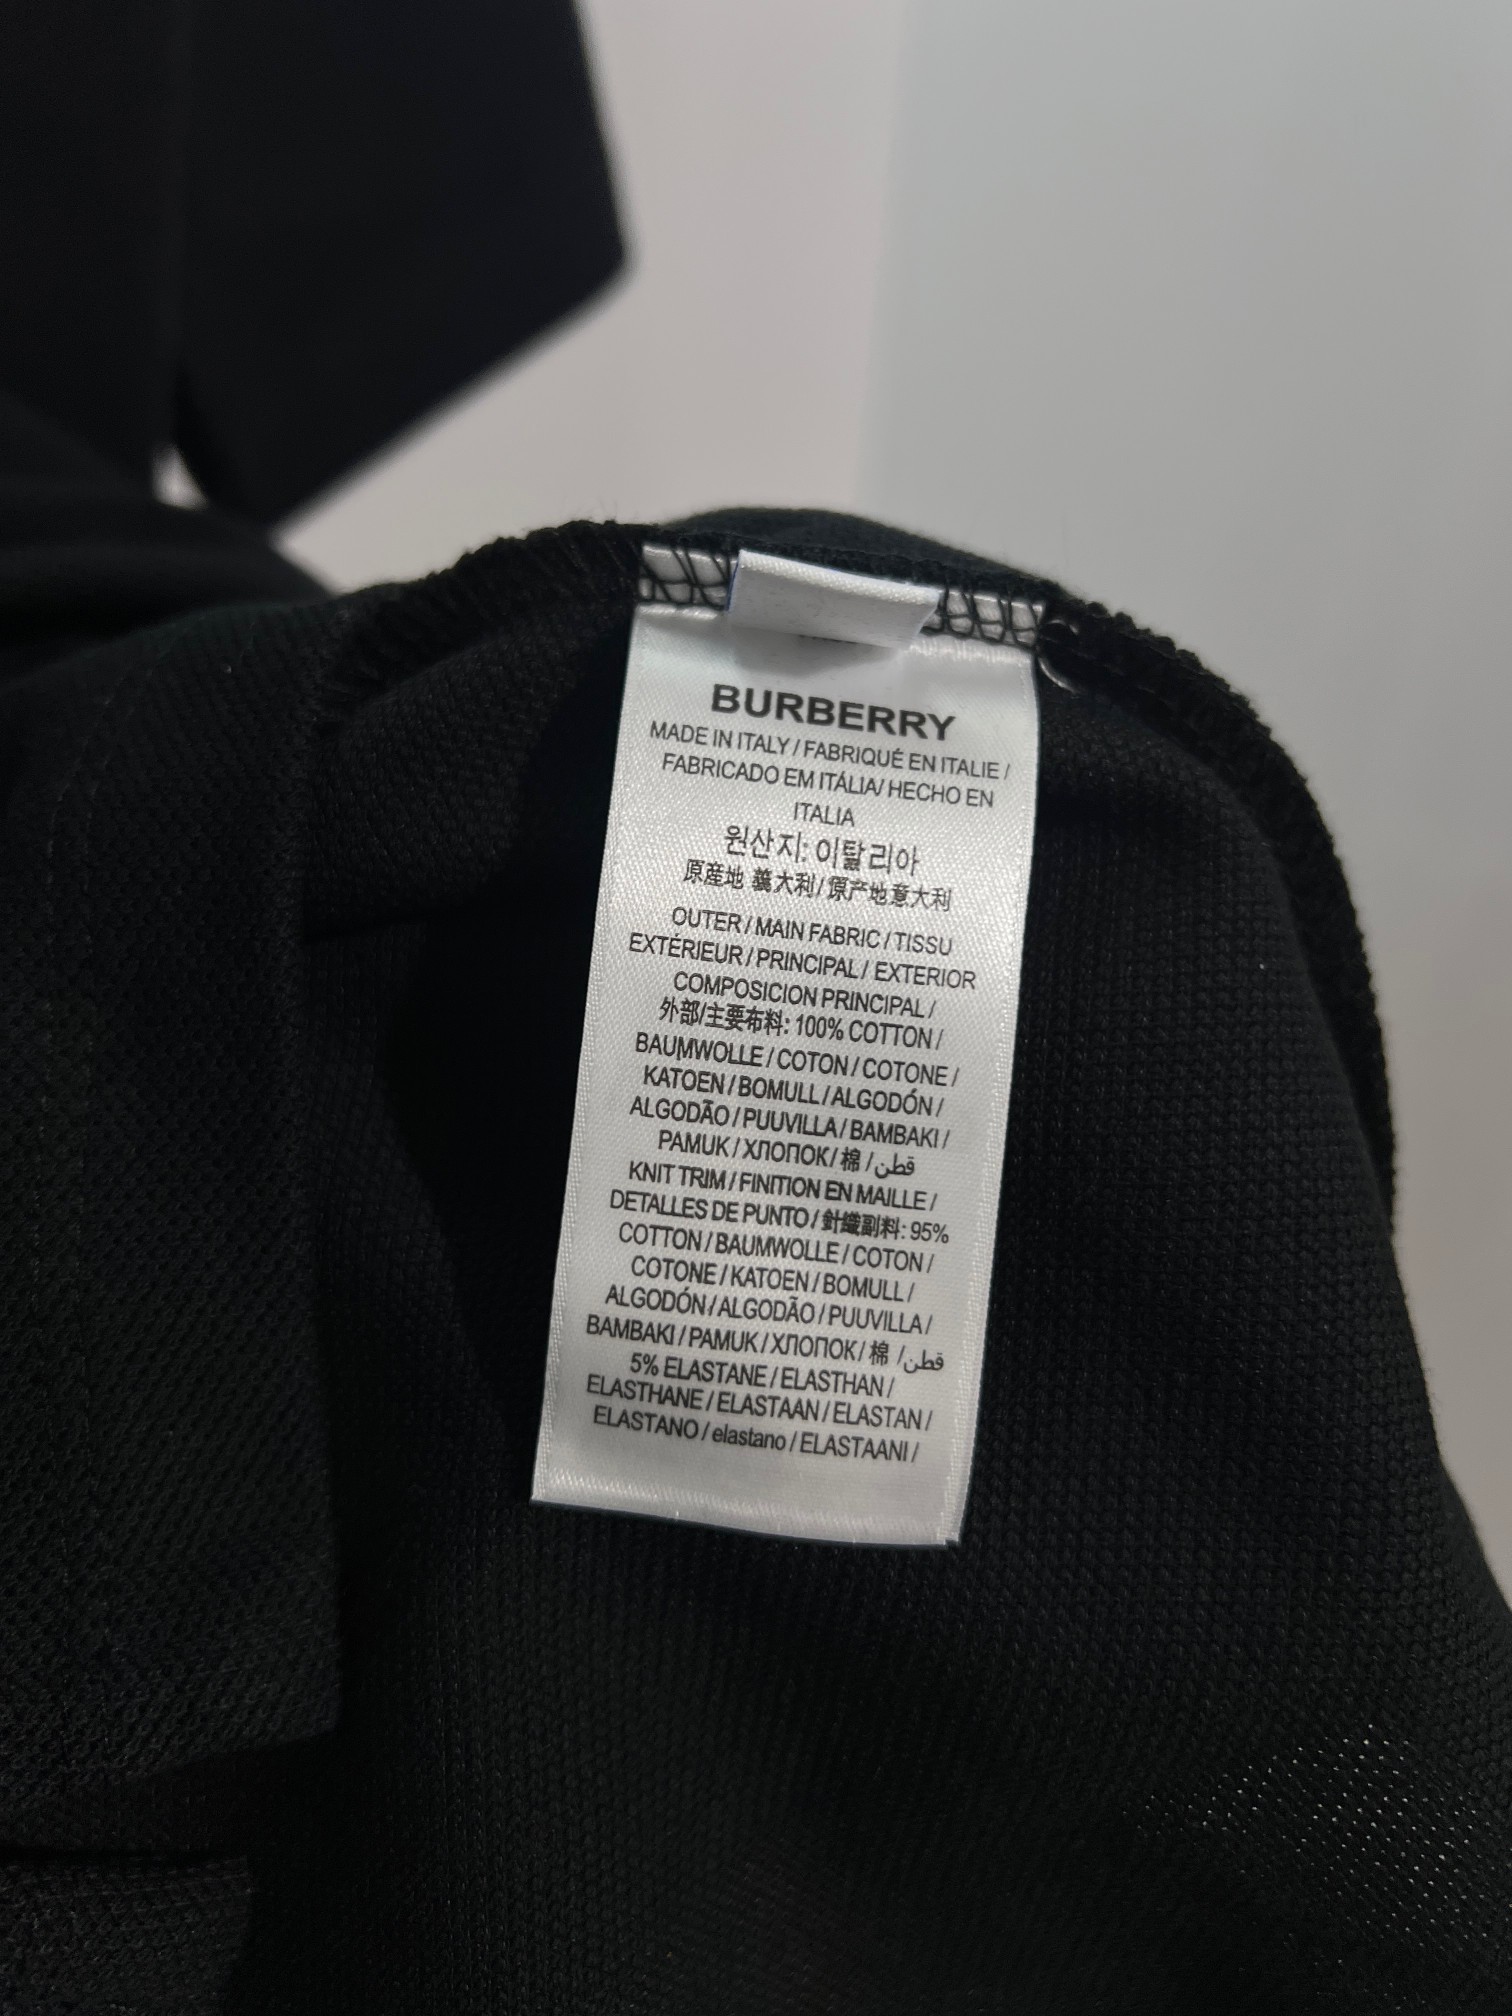 BURBERRY
MADE IN ITALY / FABRIQUÉ EN ITALIE /
FABRICADO EM ITÁLIA/ HECHO EN
ITALIA
원산지: 이탈리아
原産地 義大利 / 原产地意大利
OUTER / MAIN FABRIC / TISSU
EXTÉRIEUR / PRINCIPAL / EXTERIOR
COMPOSICION PRINCIPAL /
外部/主要布料: 100% COTTON /
BAUMWOLLE / COTON / COTONE /
KATOEN / BOMULL / ALGODÓN /
ALGODÃO / PUUVILLA / BAMBAKI /
PAMUK / ХЛОПОК / 棉 / قطن
KNIT TRIM / FINITION EN MAILLE /
DETALLES DE PUNTO / 針織副料: 95%
COTTON / BAUMWOLLE / COTON /
COTONE / KATOEN / BOMULL /
ALGODÓN / ALGODÃO / PUUVILLA /
BAMBAKI / PAMUK / ХЛОПОК / 棉 / قطن
5% ELASTANE / ELASTHAN /
ELASTHANE / ELASTAAN / ELASTAN /
ELASTANO / elastano / ELASTAANI /